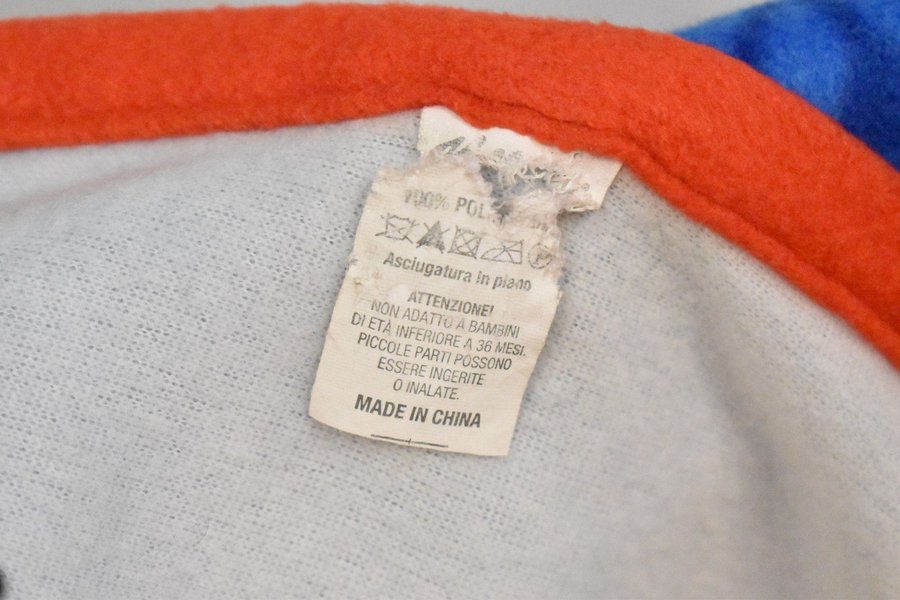 100% POL
Asciugatura in piano
ATTENZIONE!
NON ADATTO A BAMBINI
DI ETÀ INFERIORE A 36 MESI.
PICCOLE PARTI POSSONO
ESSERE INGERITE
O INALATE.
MADE IN CHINA